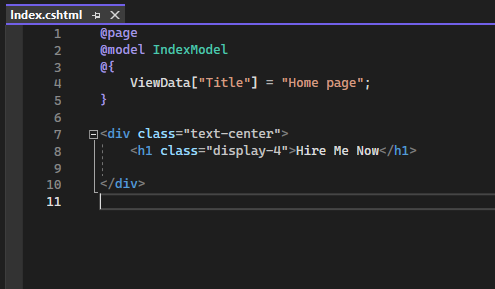 Index.cshtml
1 @page
2 @model IndexModel
3 @{
4     ViewData["Title"] = "Home page";
5 }
6
7 <div class="text-center">
8     <h1 class="display-4">Hire Me Now</h1>
9
10 </div>
11